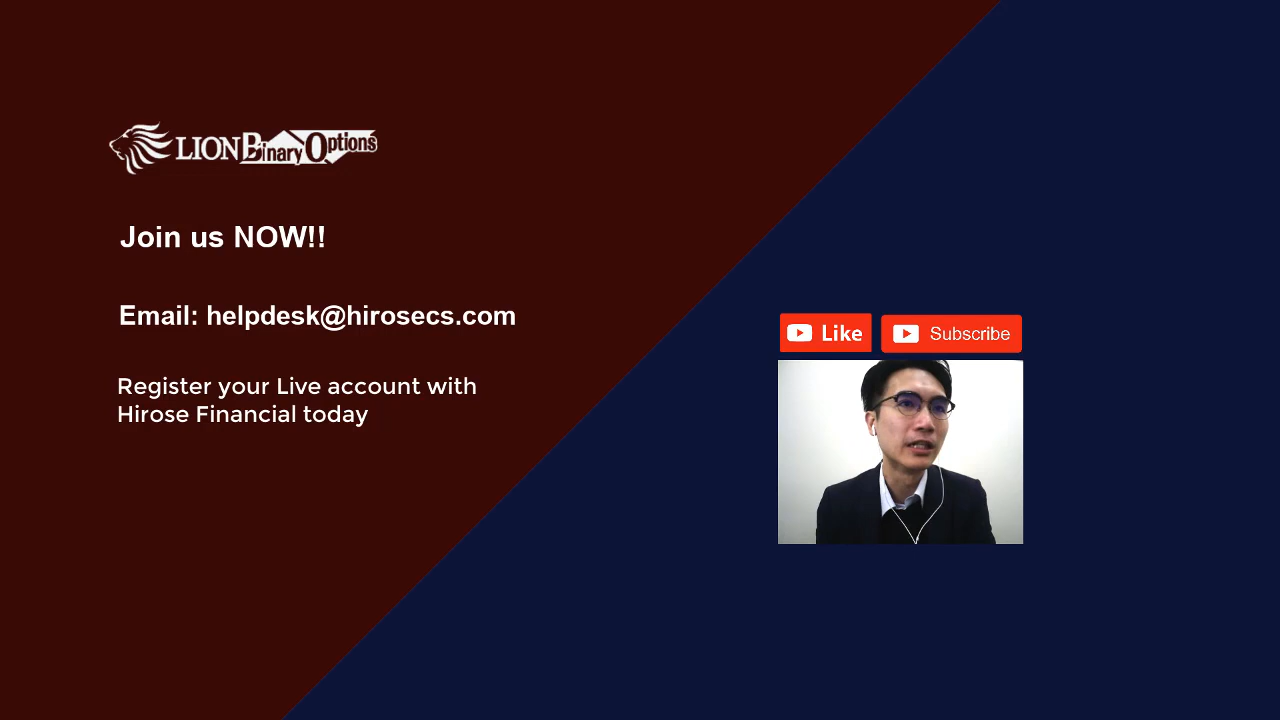 LION Binary Options
Join us NOW!!
Email: helpdesk@hirosecs.com
Register your Live account with
Hirose Financial today
Like
Subscribe